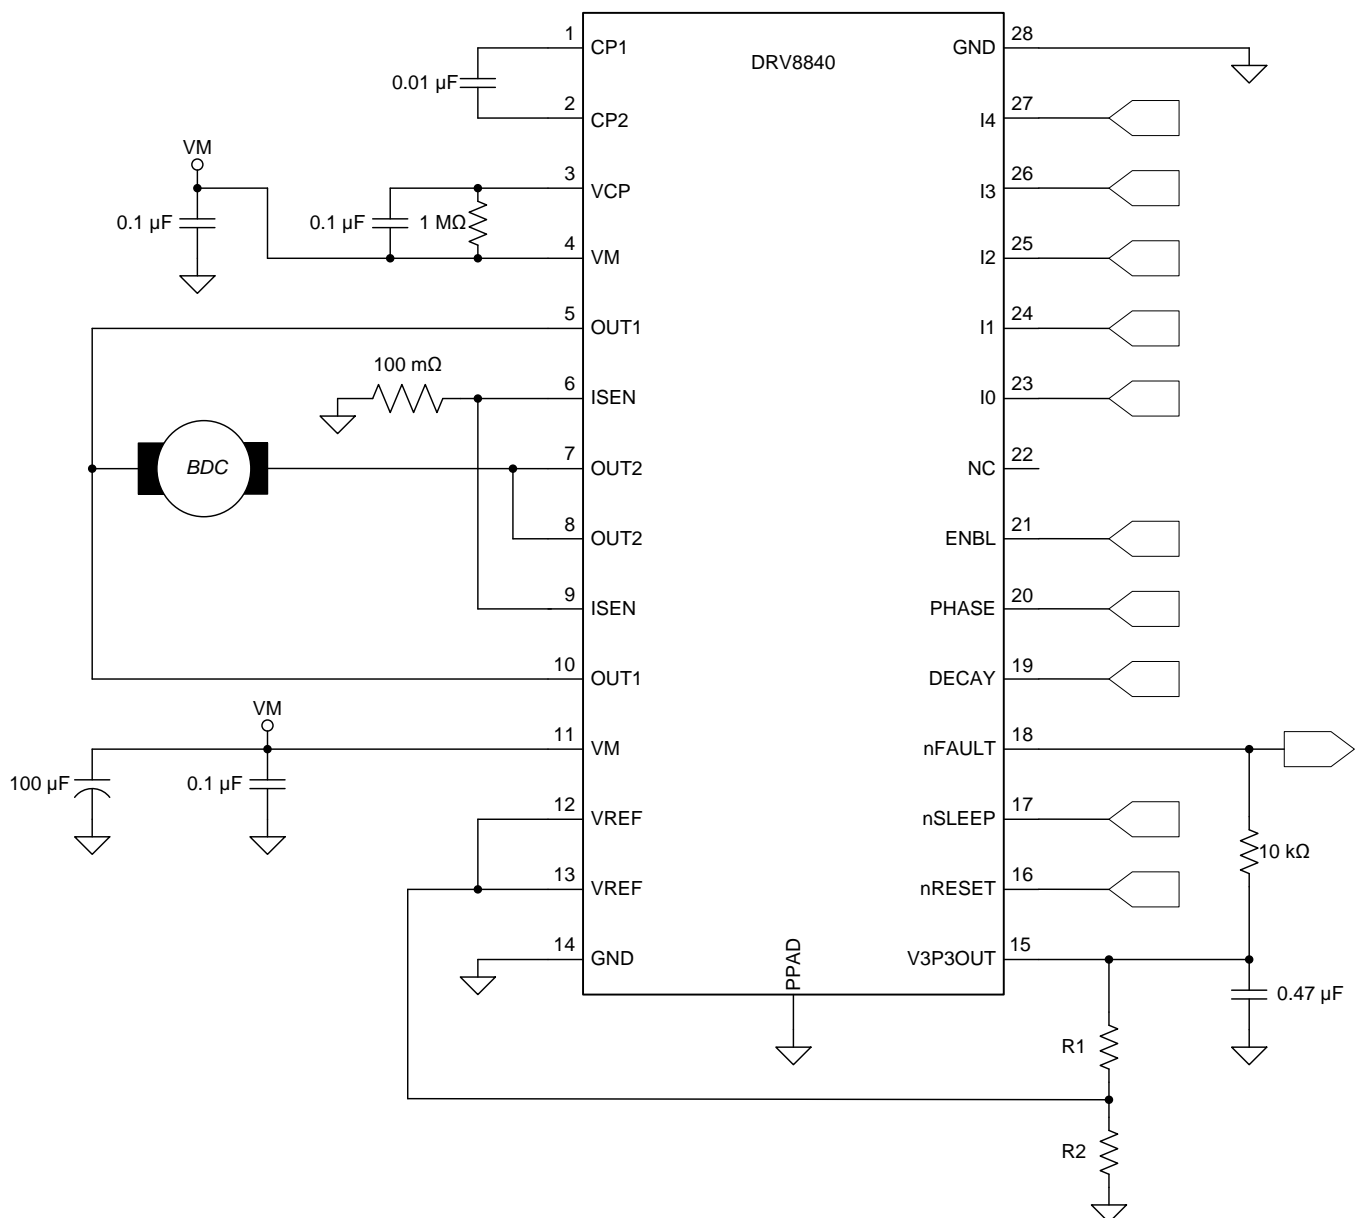 DRV8840
1
CP1
0.01 µF
2
CP2
VM
0.1 µF
3
VCP
0.1 µF
1 MΩ
4
VM
5
OUT1
100 mΩ
6
ISEN
BDC
7
OUT2
8
OUT2
9
ISEN
10
OUT1
VM
11
VM
100 µF
0.1 µF
12
VREF
13
VREF
14
GND
PPAD
GND
28
I4
27
I3
26
I2
25
I1
24
I0
23
NC
22
ENBL
21
PHASE
20
DECAY
19
nFAULT
18
nSLEEP
17
10 kΩ
nRESET
16
V3P3OUT
15
0.47 µF
R1
R2